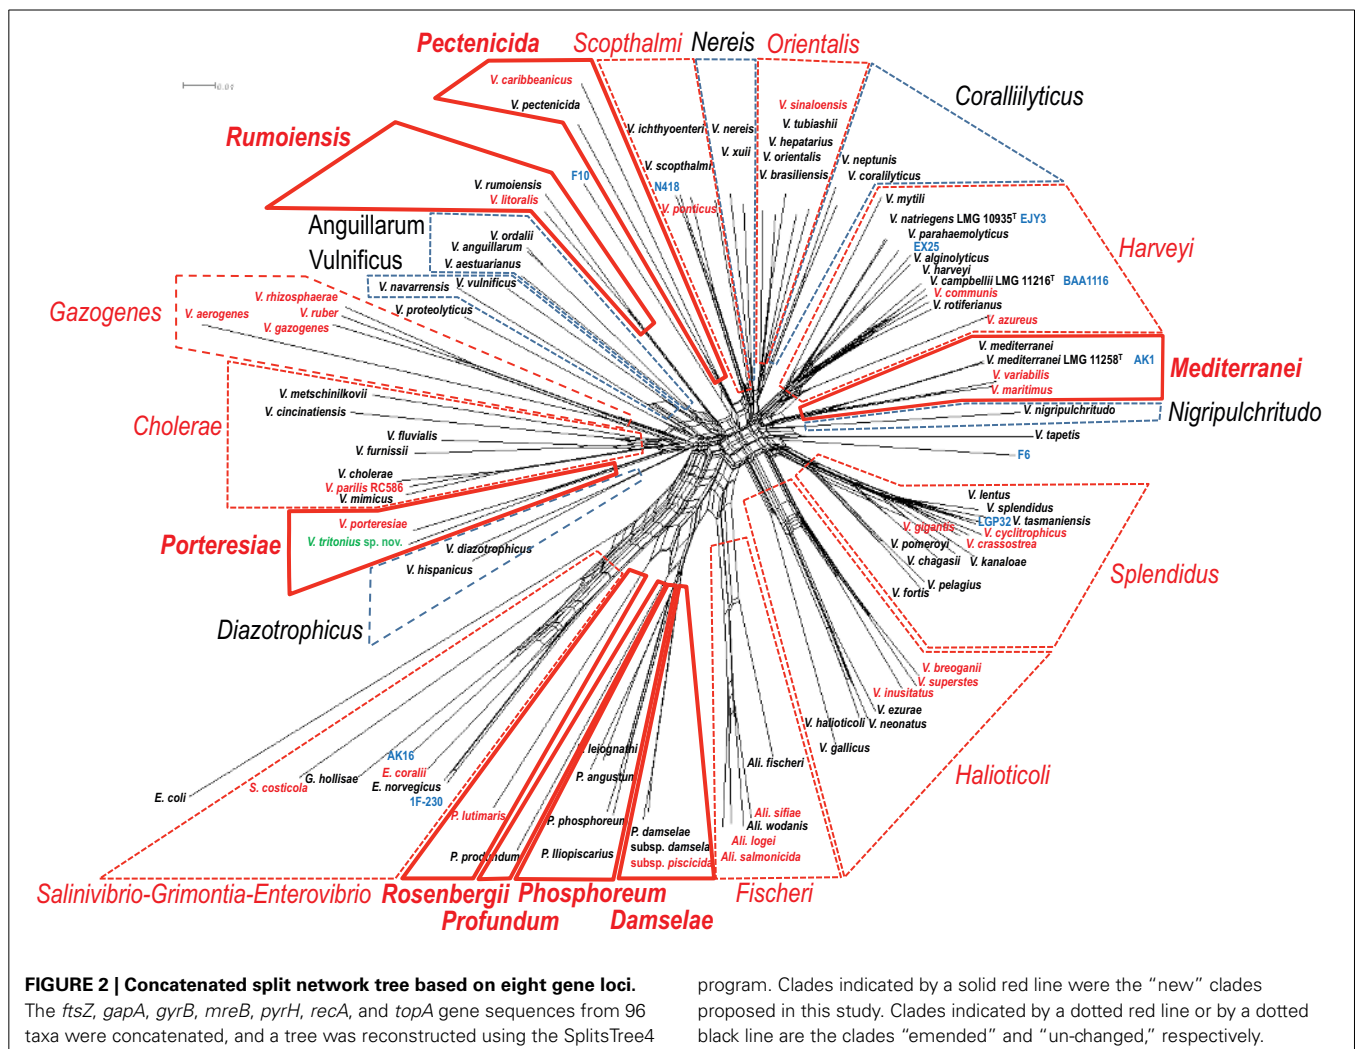 Pectenicida
Scopthalmi
Nereis
Orientalis
Coralliilyticus
0.01
V. caribbeanicus
V. pectenicida
Rumoiensis
F10
V. rumoiensis
V. litoralis
V. ichthyoenteri
V. scopthalmi
N418
V. ponticus
V. nereis
V. xuii
V. sinaloensis
V. tubiashii
V. hepatarius
V. orientalis
V. brasiliensis
V. neptunis
V. coralilyticus
V. mytili
V. natriegens LMG 10935T EJY3
V. parahaemolyticus
EX25
V. alginolyticus
V. harveyi
V. campbellii LMG 11216T BAA1116
V. communis
V. rotiferianus
V. azureus
Harveyi
Anguillarum
V. ordalii
V. anguillarum
V. aestuarianus
Vulnificus
V. navarrensis
V. vulnificus
V. proteolyticus
Gazogenes
V. rhizosphaerae
V. aerogenes
V. ruber
V. gazogenes
V. mediterranei
V. mediterranei LMG 11258T AK1
V. variabilis
V. maritimus
Mediterranei
V. nigripulchritudo
Nigripulchritudo
V. tapetis
F6
Cholerae
V. metschinilkovii
V. cincinatiensis
V. fluvialis
V. furnissii
V. cholerae
V. parilis RC586
V. mimicus
Porteresiae
V. porteresiae
V. tritonius sp. nov.
V. diazotrophicus
V. hispanicus
Diazotrophicus
V. lentus
V. splendidus
LGP32 V. tasmaniensis
V. gigantis
V. cyclitrophicus
V. pomeroyi
V. crassostrea
V. chagasii
V. kanaloae
V. pelagius
V. fortis
Splendidus
V. breoganii
V. superstes
V. inusitatus
V. ezurae
V. halioticoli V. neonatus
V. gallicus
Halioticoli
E. coli
S. costicola
G. hollisae
AK16
E. coralii
E. norvegicus
1F-230
P. lutimaris
leiognathi
P. angustum
P. phosphoreum
P. profundum
P. Iliopiscarius
P. damselae
subsp. damsela
subsp. piscicida
Ali. fischeri
Ali. sifiae
Ali. wodanis
Ali. logei
Ali. salmonicida
Salinivibrio-Grimontia-Enterovibrio
Rosenbergii
Profundum
Phosphoreum
Damselae
Fischeri
FIGURE 2 | Concatenated split network tree based on eight gene loci.
The ftsZ, gapA, gyrB, mreB, pyrH, recA, and topA gene sequences from 96
taxa were concatenated, and a tree was reconstructed using the SplitsTree4
program. Clades indicated by a solid red line were the “new” clades
proposed in this study. Clades indicated by a dotted red line or by a dotted
black line are the clades “emended” and “un-changed,” respectively.